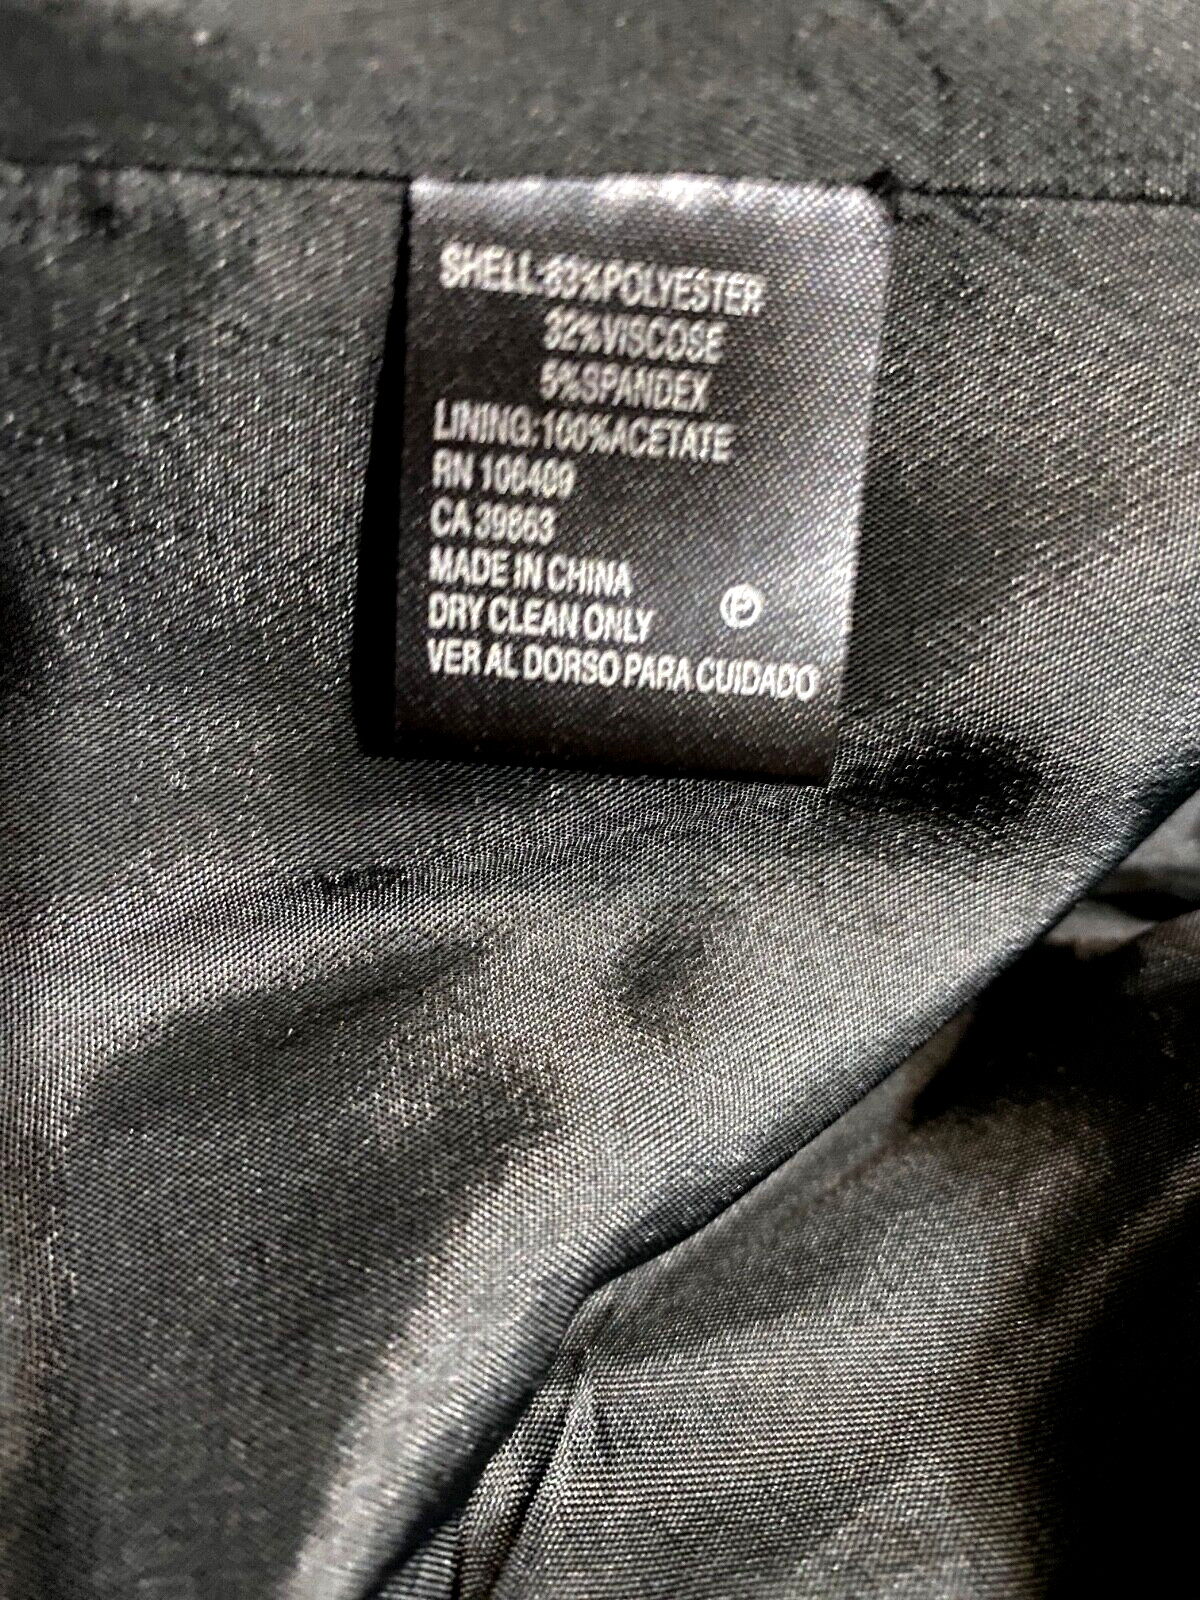 SHELL:63%POLYESTER
32%VISCOSE
5%SPANDEX
LINING:100%ACETATE
RN 106409
CA 39863
MADE IN CHINA
DRY CLEAN ONLY Ⓟ
VER AL DORSO PARA CUIDADO